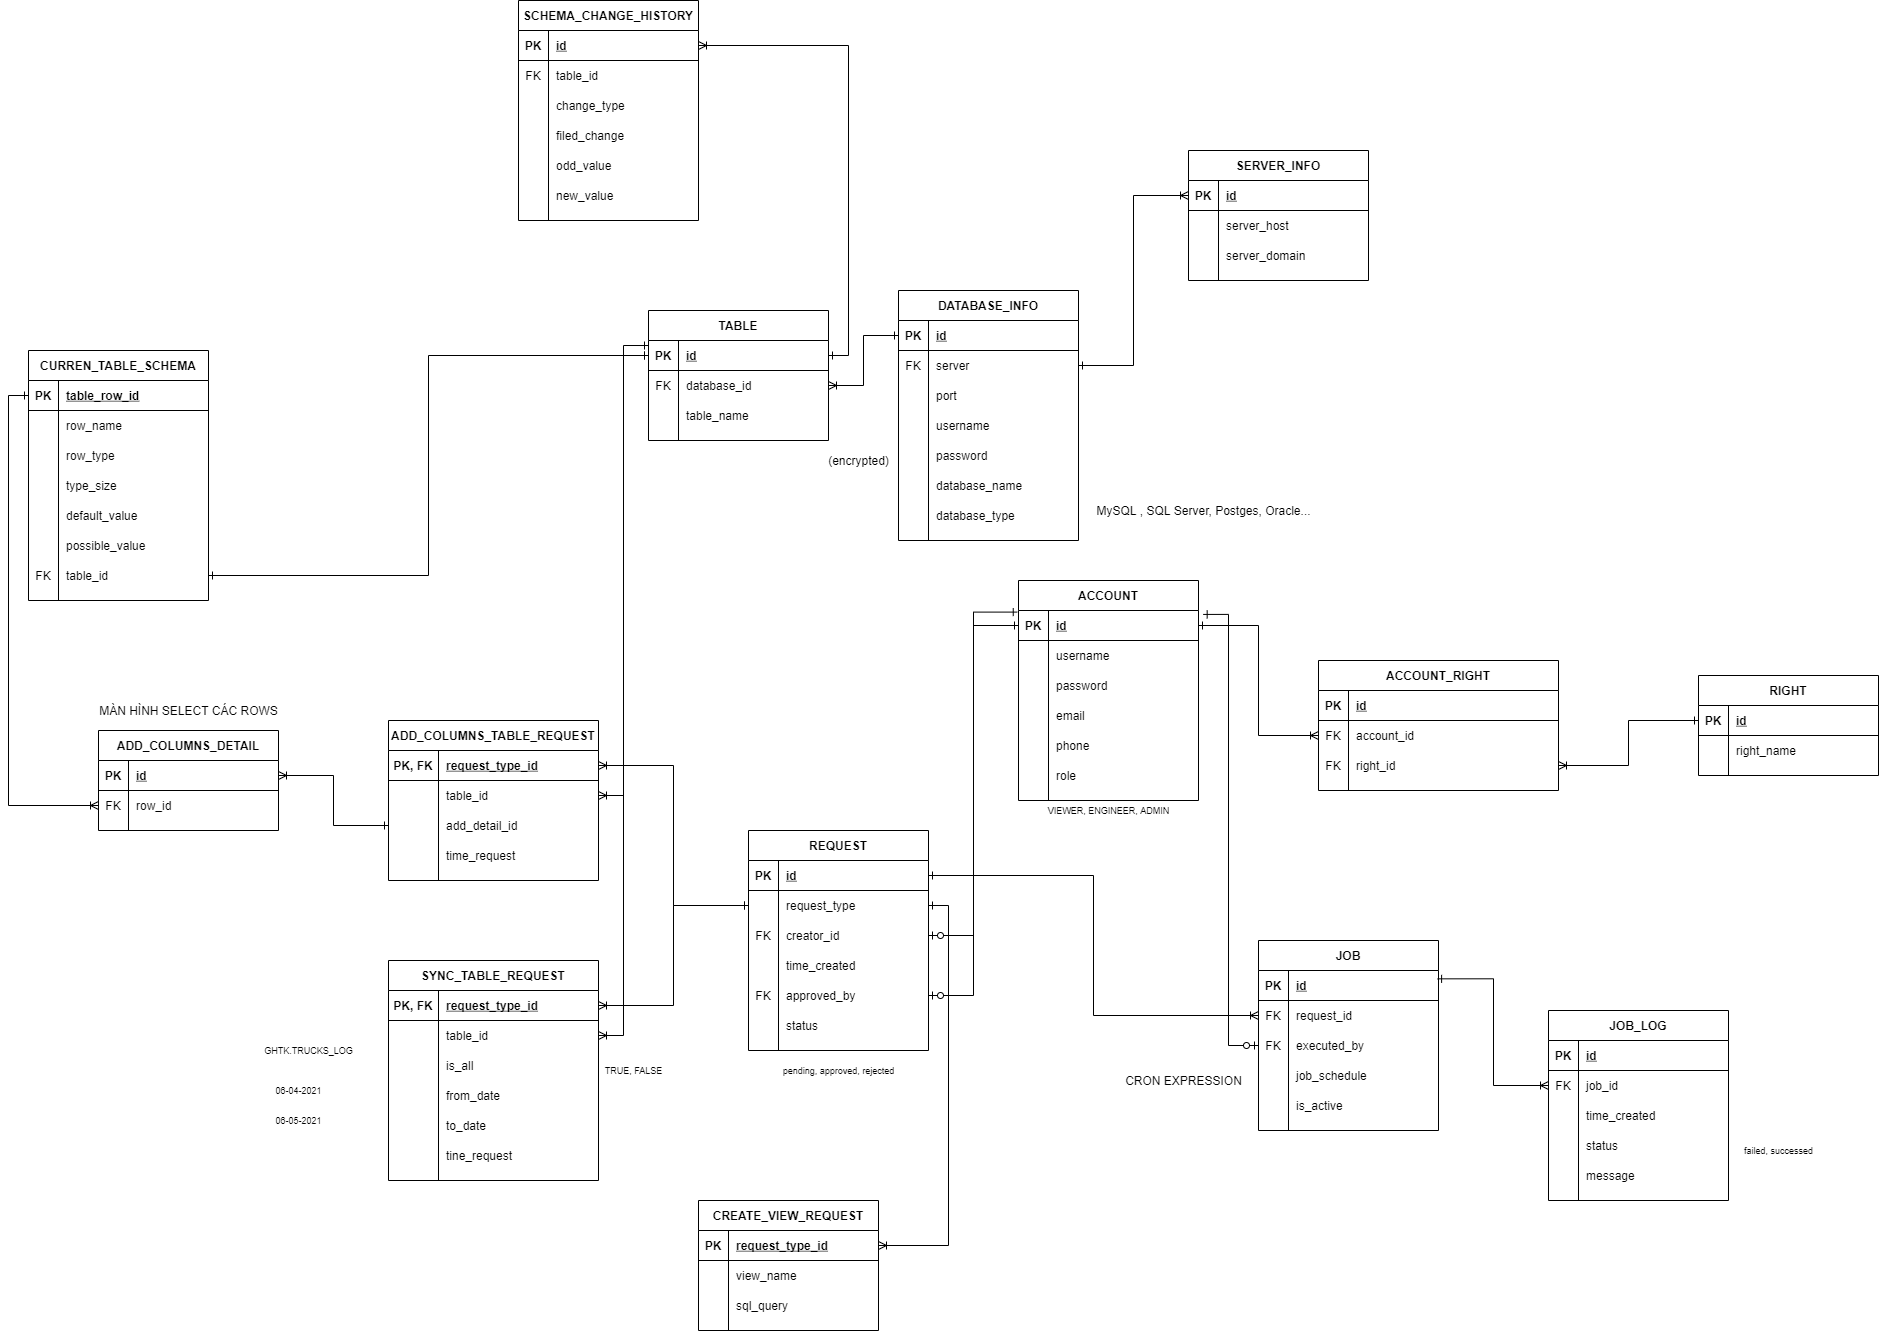 SCHEMA_CHANGE_HISTORY
PK id
FK table_id
change_type
filed_change
odd_value
new_value
SERVER_INFO
PK id
server_host
server_domain
DATABASE_INFO
PK id
FK server
port
username
password
database_name
database_type
(encrypted)
MySQL , SQL Server, Postges, Oracle...
TABLE
PK id
FK database_id
table_name
CURREN_TABLE_SCHEMA
PK table_row_id
row_name
row_type
type_size
default_value
possible_value
FK table_id
ACCOUNT
PK id
username
password
email
phone
role
VIEWER, ENGINEER, ADMIN
ACCOUNT_RIGHT
PK id
FK account_id
FK right_id
RIGHT
PK id
right_name
MÀN HÌNH SELECT CÁC ROWS
ADD_COLUMNS_DETAIL
PK id
FK row_id
ADD_COLUMNS_TABLE_REQUEST
PK, FK request_type_id
table_id
add_detail_id
time_request
REQUEST
PK id
request_type
FK creator_id
time_created
FK approved_by
status
pending, approved, rejected
SYNC_TABLE_REQUEST
PK, FK request_type_id
table_id
is_all
from_date
to_date
tine_request
GHTK.TRUCKS_LOG
06-04-2021
06-05-2021
TRUE, FALSE
JOB
PK id
FK request_id
FK executed_by
job_schedule
is_active
CRON EXPRESSION
JOB_LOG
PK id
FK job_id
time_created
status
message
failed, successed
CREATE_VIEW_REQUEST
PK request_type_id
view_name
sql_query